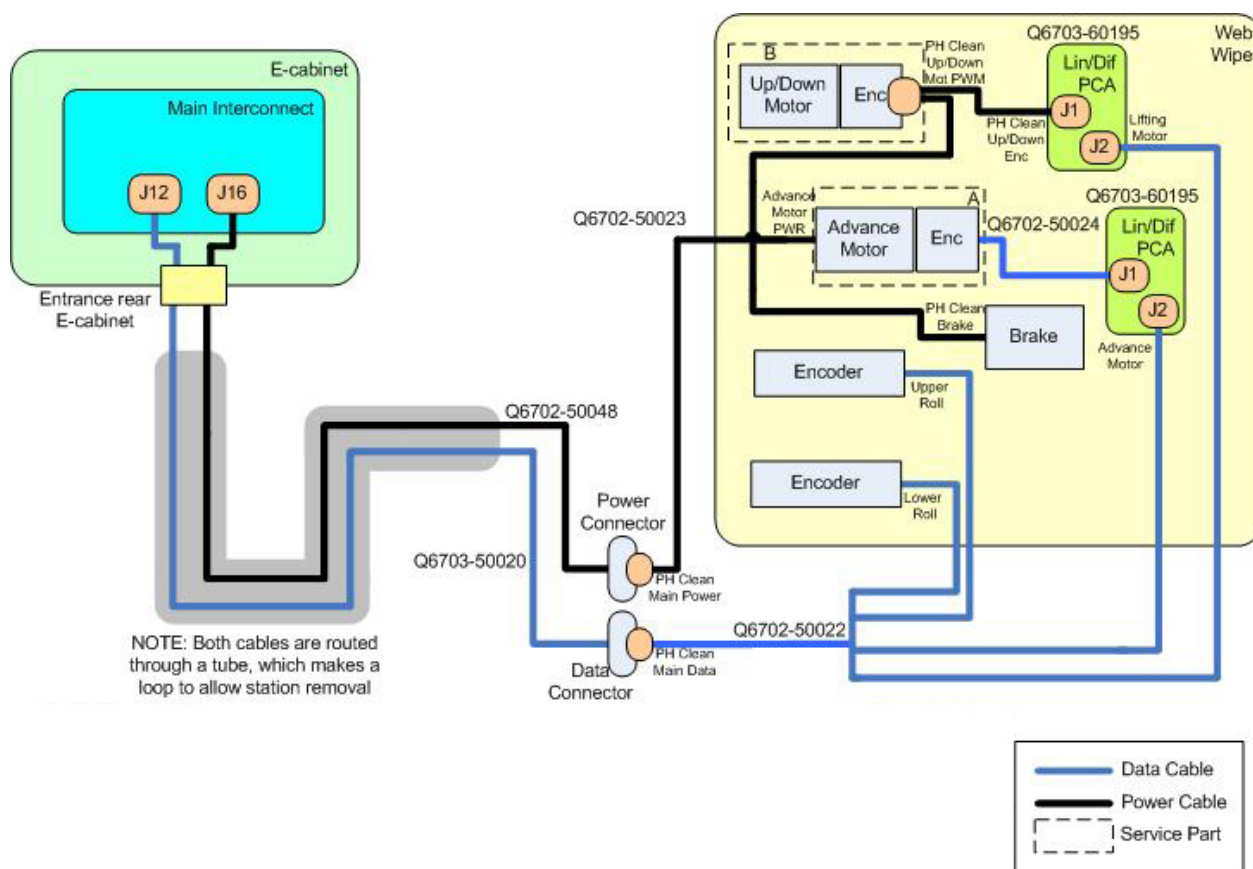 E-cabinet
Main Interconnect
J12
J16
Entrance rear
E-cabinet
NOTE: Both cables are routed
through a tube, which makes a
loop to allow station removal
Q6702-50048
Q6703-50020
Power
Connector
PH Clean
Main Power
Data
Connector
PH Clean
Main Data
Q6702-50023
Q6702-50022
Web
Wipe
B
Up/Down
Motor
Enc
PH Clean
Up/Down
Mot PWM
PH Clean
Up/Down
Enc
Q6703-60195
Lin/Dif
PCA
J1
J2
Lifting
Motor
Advance
Motor
PWR
A
Advance
Motor
Enc
Q6702-50024
Q6703-60195
Lin/Dif
PCA
J1
J2
Advance
Motor
PH Clean
Brake
Brake
Encoder
Upper
Roll
Encoder
Lower
Roll
Data Cable
Power Cable
Service Part